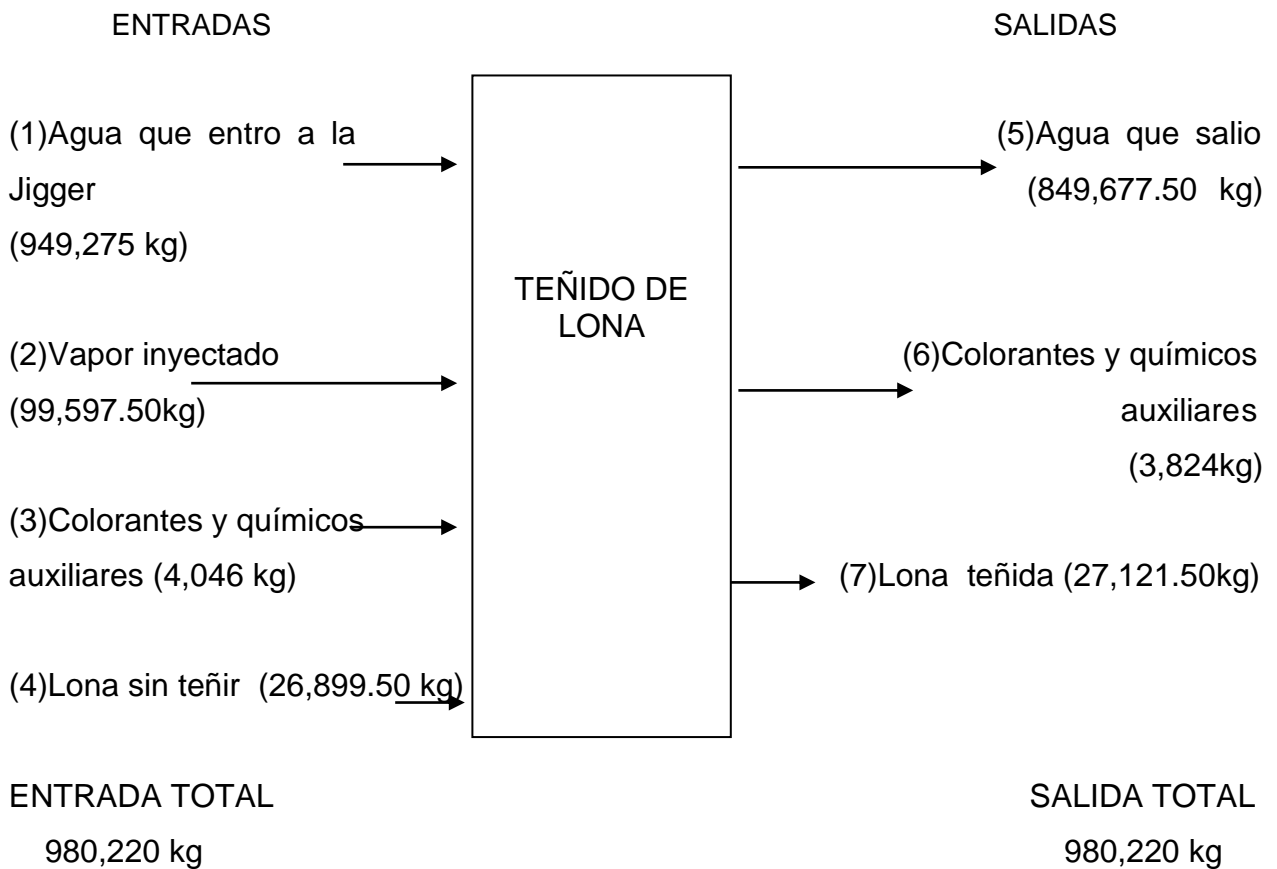 ENTRADAS
SALIDAS
(1)Agua que entro a la
Jigger
(949,275 kg)
(2)Vapor inyectado
(99,597.50kg)
(3)Colorantes y químicos
auxiliares (4,046 kg)
(4)Lona sin teñir (26,899.50 kg)
TEÑIDO DE
LONA
(5)Agua que salio
(849,677.50 kg)
(6)Colorantes y químicos
auxiliares
(3,824kg)
(7)Lona teñida (27,121.50kg)
ENTRADA TOTAL
980,220 kg
SALIDA TOTAL
980,220 kg